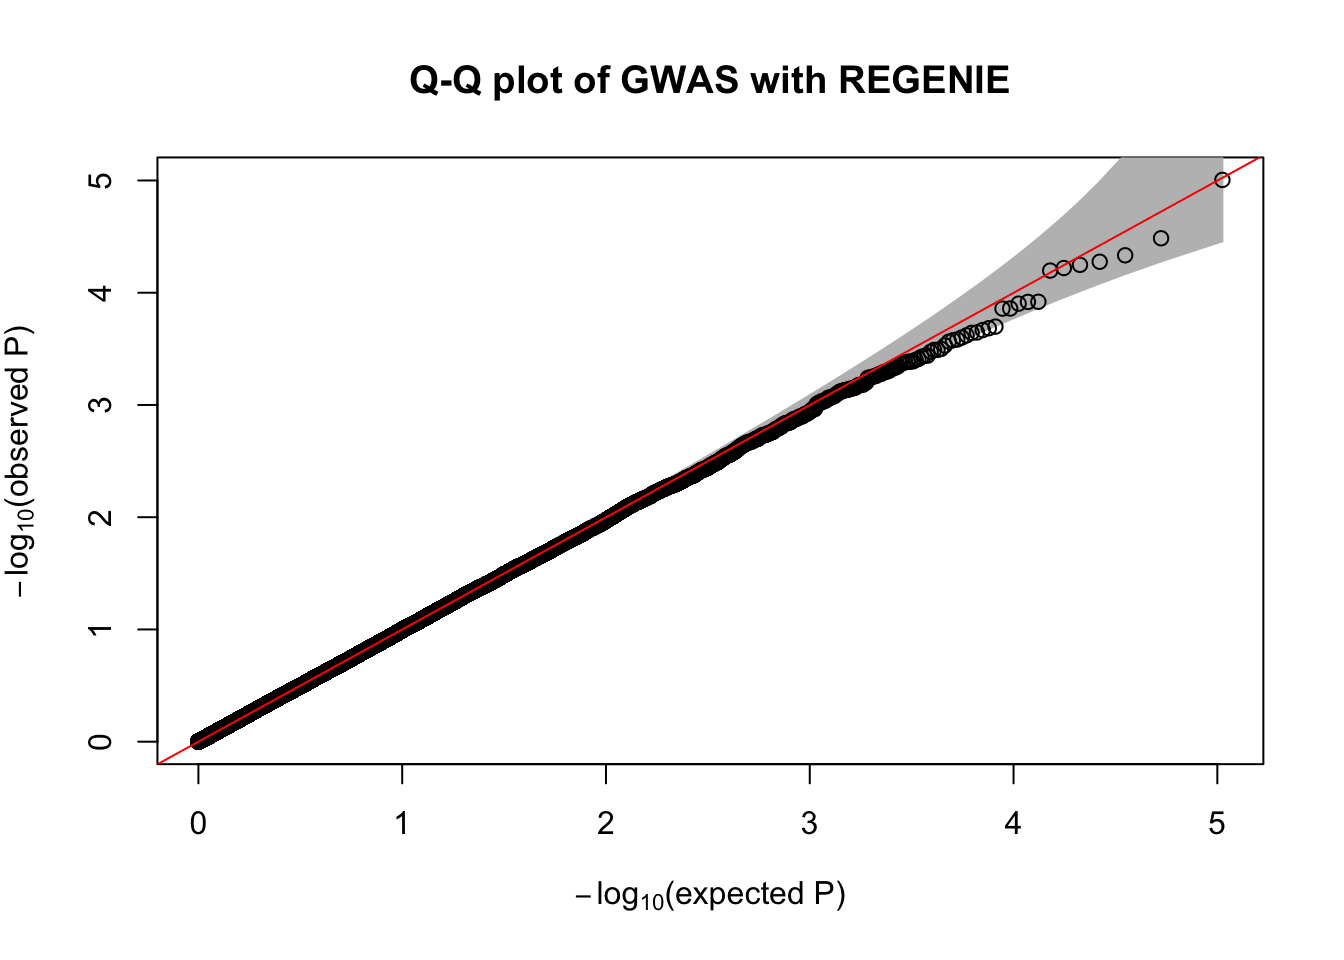 Q-Q plot of GWAS with REGENIE
5
4
3
2
1
0
−log10(observed P)
0 1 2 3 4 5
−log10(expected P)